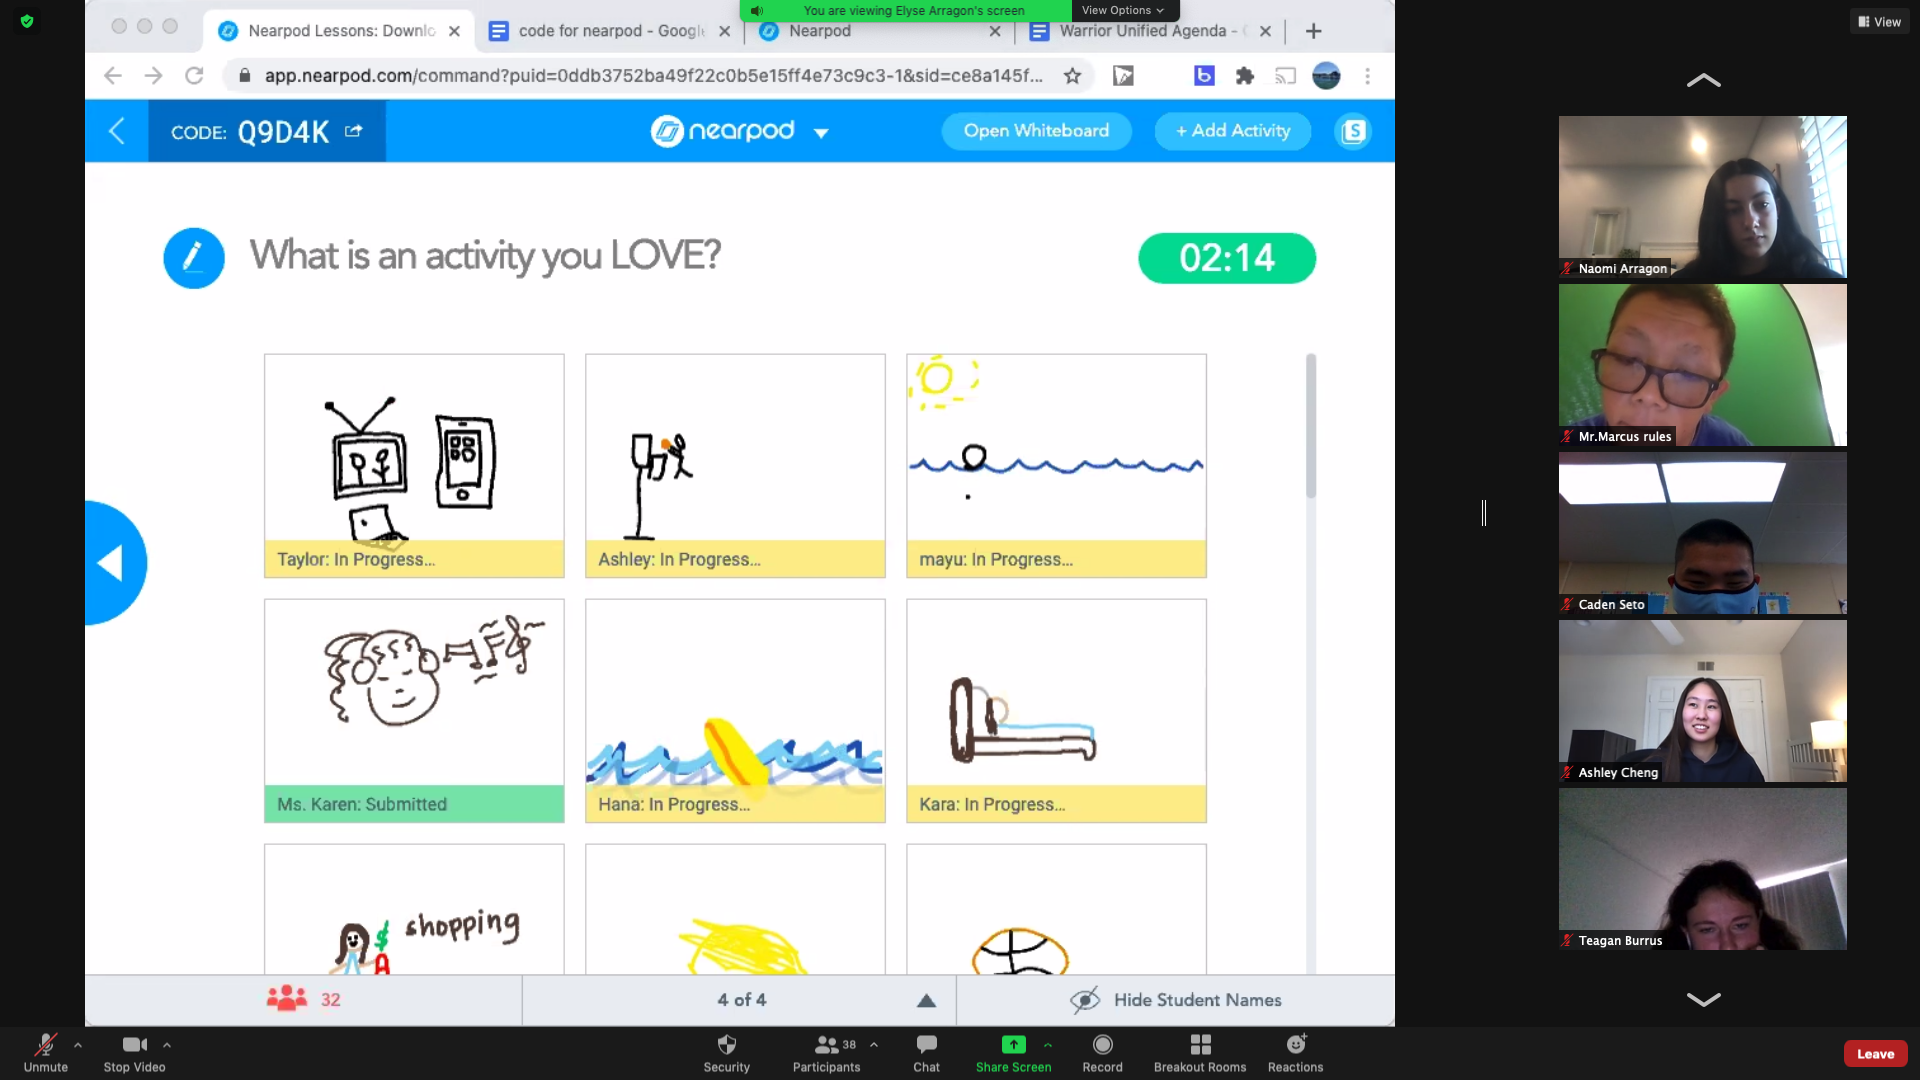 You are viewing Elyse Arragon's screen
View Options
View
Nearpod Lessons: Downlo
code for nearpod - Googl
Nearpod
Warrior Unified Agenda -
app.nearpod.com/command?puid=0ddb3752ba49f22c0b5e15ff4e73c9c3-1&sid=ce8a145f...
CODE: Q9D4K
nearpod
Open Whiteboard
+ Add Activity
S
What is an activity you LOVE?
02:14
Taylor: In Progress...
Ashley: In Progress...
mayu: In Progress...
Ms. Karen: Submitted
Hana: In Progress...
Kara: In Progress...
shopping
$
32
4 of 4
Hide Student Names
Naomi Arragon
Mr.Marcus rules
Caden Seto
Ashley Cheng
Teagan Burrus
Unmute
Stop Video
Security
38
Participants
Chat
Share Screen
Record
Breakout Rooms
Reactions
Leave